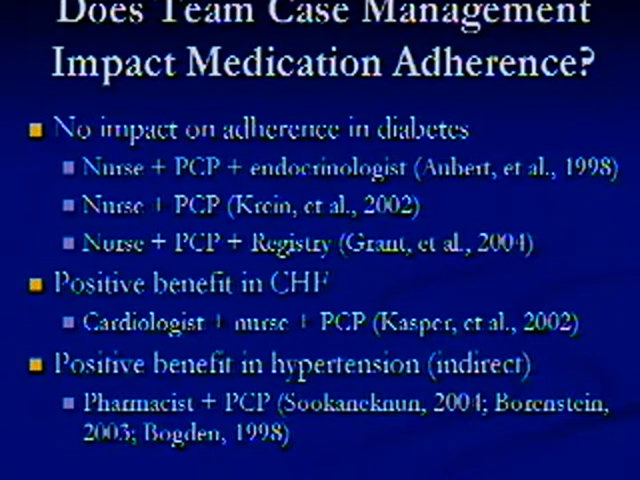 Does Team Case Management
Impact Medication Adherence?
No impact on adherence in diabetes
Nurse + PCP + endocrinologist (Aubert, et al., 1998)
Nurse + PCP (Krein, et al., 2002)
Nurse + PCP + Registry (Grant, et al., 2004)
Positive benefit in CHF
Cardiologist + nurse + PCP (Kasper, et al., 2002)
Positive benefit in hypertension (indirect)
Pharmacist + PCP (Sookaneknun, 2004; Borenstein,
2003; Bogden, 1998)